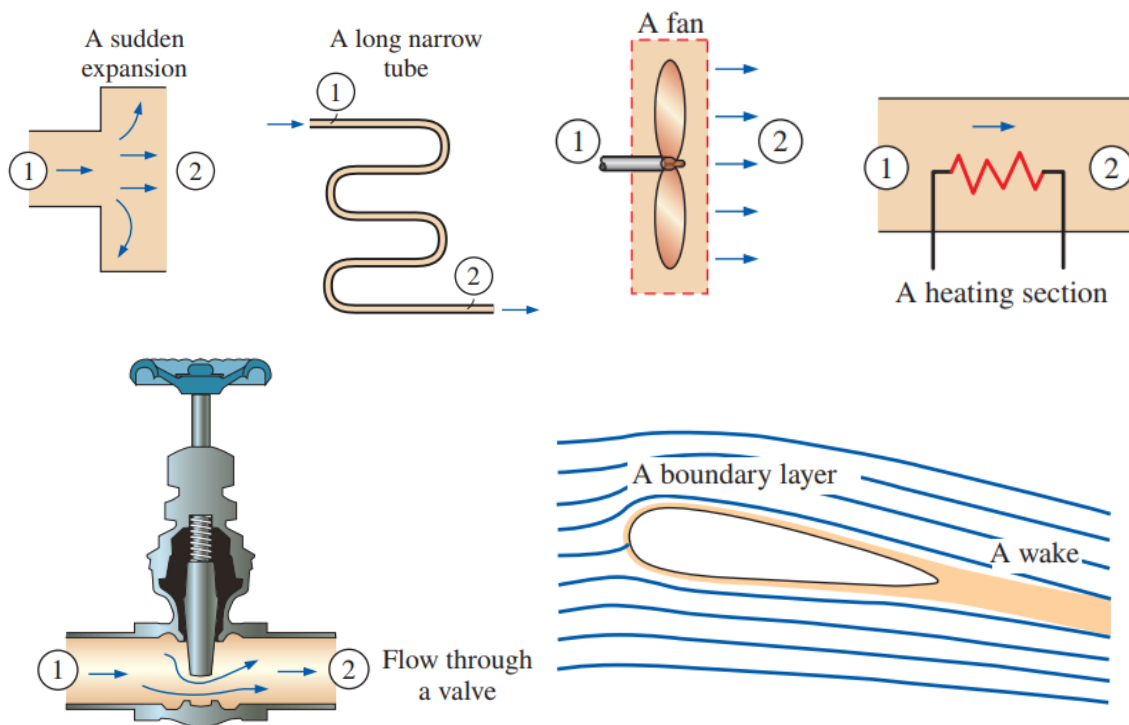 A sudden
expansion
1
2
A long narrow
tube
1
2
A fan
1
2
1
2
A heating section
1
2
Flow through
a valve
A boundary layer
A wake